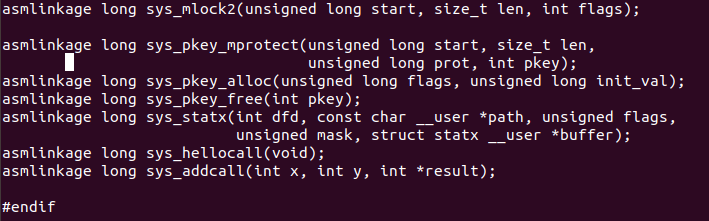 asmlinkage long sys_mlock2(unsigned long start, size_t len, int flags);
asmlinkage long sys_pkey_mprotect(unsigned long start, size_t len,
unsigned long prot, int pkey);
asmlinkage long sys_pkey_alloc(unsigned long flags, unsigned long init_val);
asmlinkage long sys_pkey_free(int pkey);
asmlinkage long sys_statx(int dfd, const char __user *path, unsigned flags,
unsigned mask, struct statx __user *buffer);
asmlinkage long sys_hellocall(void);
asmlinkage long sys_addcall(int x, int y, int *result);
#endif